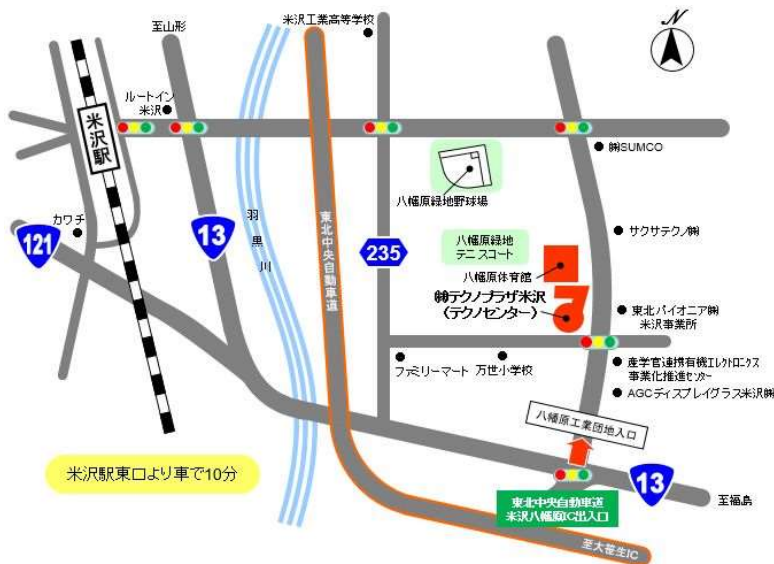 N
至山形
米沢工業高等学校
ルートイン
米沢
米沢駅
㈱SUMCO
八幡原緑地野球場
カワチ
121
13
羽黒川
東北中央自動車道
235
八幡原緑地
テニスコート
サクサテクノ㈱
八幡原体育館
㈱テクノプラザ米沢
(テクノセンター)
東北パイオニア㈱
米沢事業所
ファミリーマート
万世小学校
産学官連携有機エレクトロニクス
事業化推進センター
AGCディスプレイグラス米沢㈱
八幡原工業団地入口
米沢駅東口より車で10分
13
至福島
東北中央自動車道
米沢八幡原IC出入口
至大笹生IC